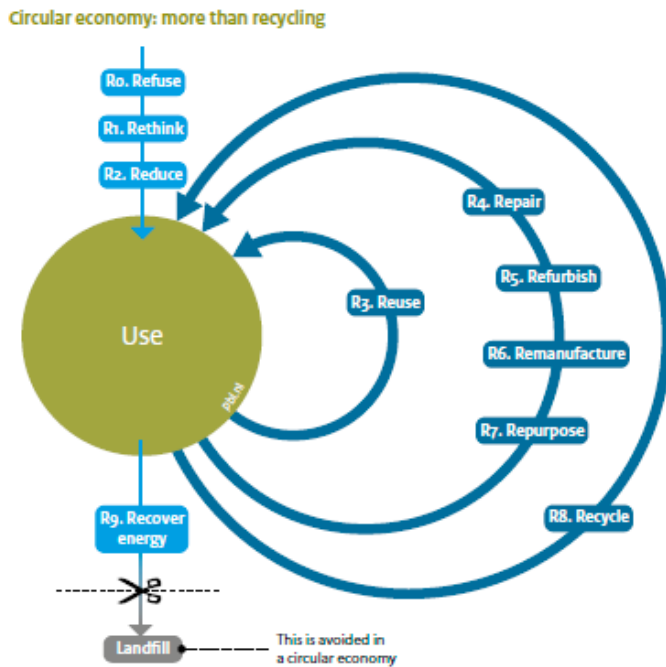 Circular economy: more than recycling
R0. Refuse
R1. Rethink
R2. Reduce
R4. Repair
R5. Refurbish
R3. Reuse
Use
R6. Remanufacture
pbl.nl
R7. Repurpose
R9. Recover
energy
R8. Recycle
Landfill
This is avoided in
a circular economy